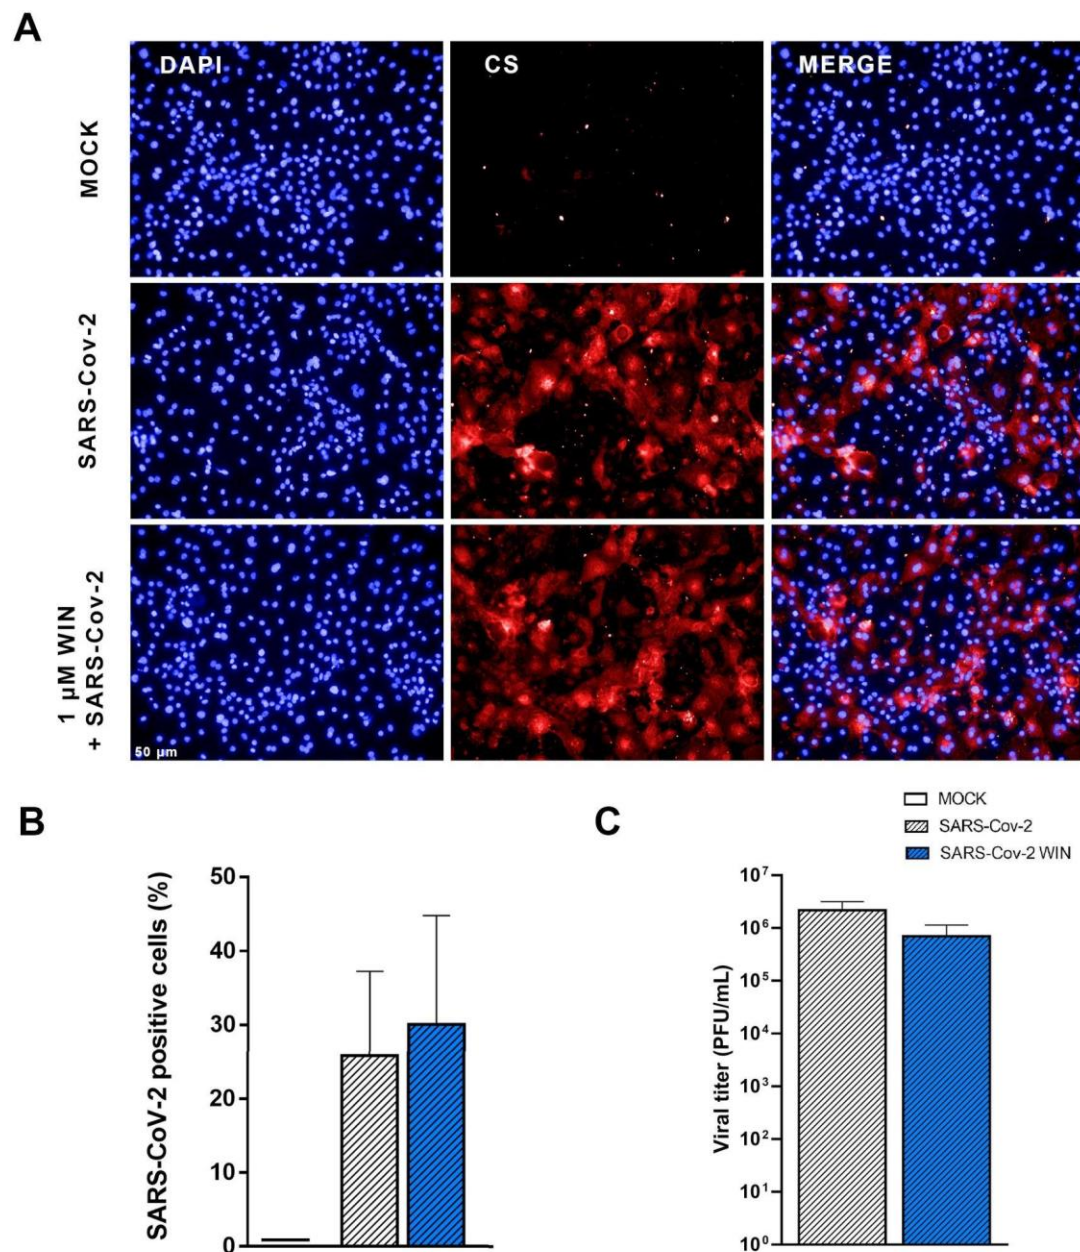 A
DAPI
CS
MERGE
MOCK
SARS-Cov-2
1 µM WIN
+ SARS-Cov-2
50 µm
B
SARS-CoV-2 positive cells (%)
50
40
30
20
10
0
C
MOCK
SARS-Cov-2
SARS-Cov-2 WIN
Viral titer (PFU/mL)
10⁷
10⁶
10⁵
10⁴
10³
10²
10¹
10⁰